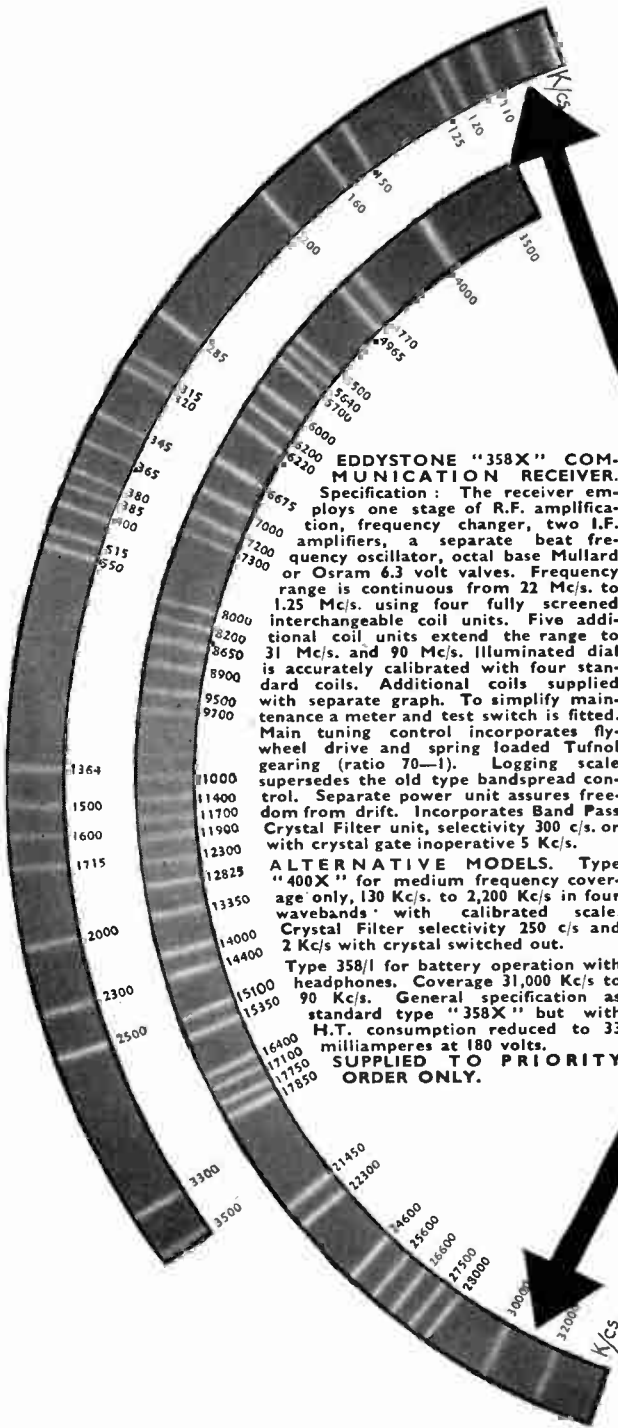 K/cs
110
120
125
150
160
200
285
315
320
345
365
380
385
400
515
550
1364
1500
1600
1715
2000
2300
2500
3300
3500
3500
4000
4770
4965
5500
5640
5700
6000
6200
6220
6675
7000
7200
7300
8000
8200
8650
8900
9500
9700
1000
11400
11700
11900
12300
12825
13350
14000
14400
15100
15350
16400
17100
17750
17850
21450
22300
24600
25600
26600
27500
28000
30000
32000
K/cs
EDDYSTONE "358X" COM-
MUNICATION RECEIVER.
Specification : The receiver em-
ploys one stage of R.F. amplifica-
tion, frequency changer, two I.F.
amplifiers, a separate beat fre-
quency oscillator, octal base Mullard
or Osram 6.3 volt valves. Frequency
range is continuous from 22 Mc/s. to
1.25 Mc/s. using four fully screened
interchangeable coil units. Five addi-
tional coil units extend the range to
31 Mc/s. and 90 Mc/s. Illuminated dial
is accurately calibrated with four stan-
dard coils. Additional coils supplied
with separate graph. To simplify main-
tenance a meter and test switch is fitted.
Main tuning control incorporates fly-
wheel drive and spring loaded Tufnol
gearing (ratio 70—1). Logging scale
supersedes the old type bandspread con-
trol. Separate power unit assures free-
dom from drift. Incorporates Band Pass
Crystal Filter unit, selectivity 300 c/s. or
with crystal gate inoperative 5 Kc/s.
ALTERNATIVE MODELS. Type
"400X" for medium frequency cover-
age only, 130 Kc/s. to 2,200 Kc/s in four
wavebands with calibrated scale.
Crystal Filter selectivity 250 c/s and
2 Kc/s with crystal switched out.
Type 358/1 for battery operation with
headphones. Coverage 31,000 Kc/s to
90 Kc/s. General specification as
standard type "358X" but with
H.T. consumption reduced to 33
milliamperes at 180 volts.
SUPPLIED TO PRIORITY
ORDER ONLY.